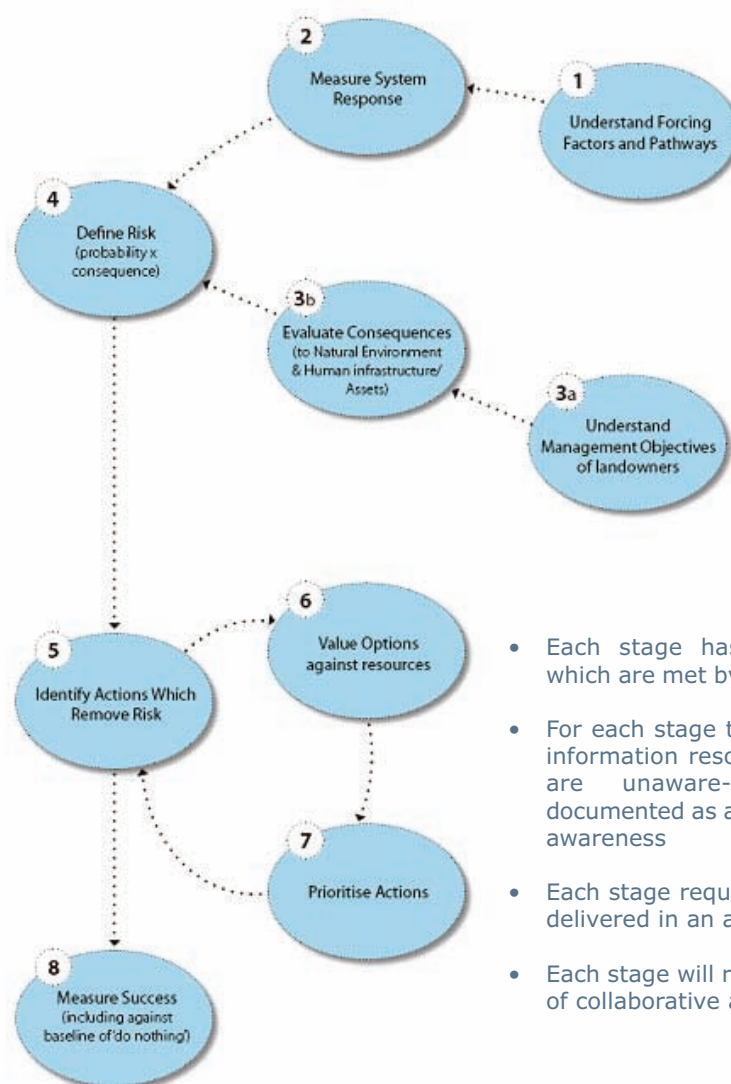 2
Measure System
Response
1
Understand Forcing
Factors and Pathways
4
Define Risk
(probability x
consequence)
3b
Evaluate Consequences
(to Natural Environment
& Human infrastructure/
Assets)
3a
Understand
Management Objectives
of landowners
6
Value Options
against resources
5
Identify Actions Which
Remove Risk
7
Prioritise Actions
8
Measure Success
(including against
baseline of 'do nothing')
• Each stage has
which are met by
• For each stage t
information reso
are unaware-
documented as a
awareness
• Each stage requ
delivered in an a
• Each stage will r
of collaborative a